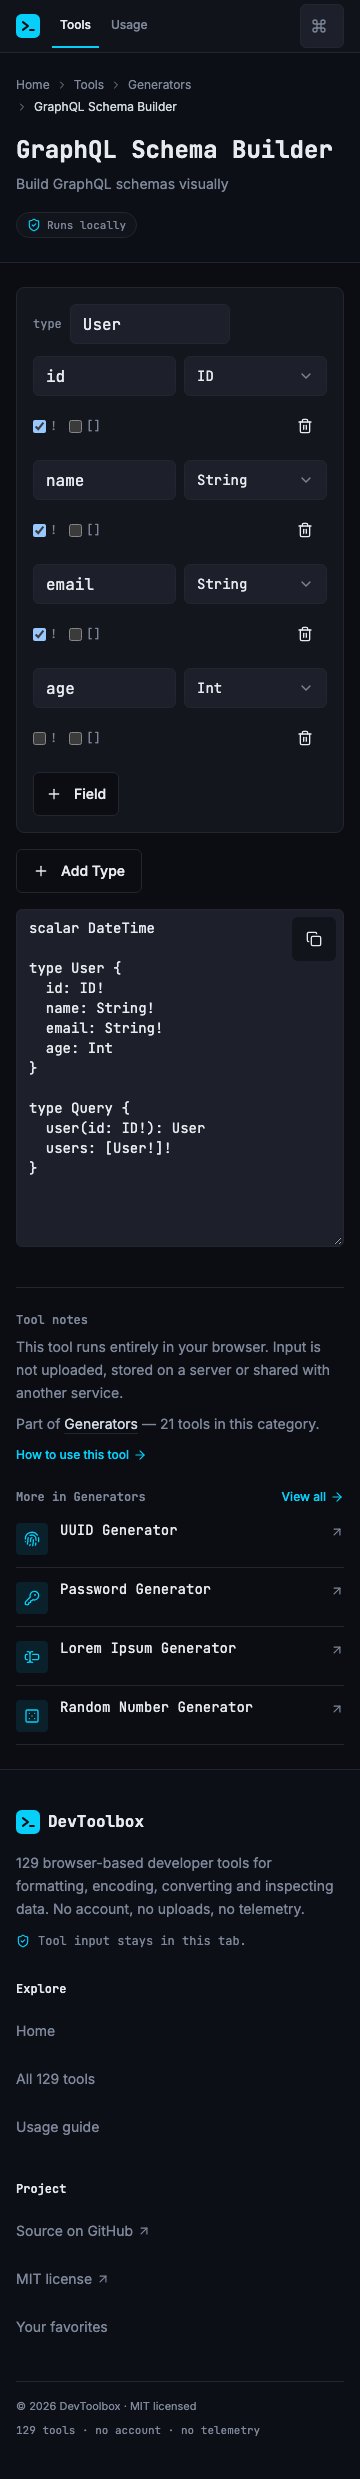 Tools Usage
Home > Tools > Generators
> GraphQL Schema Builder
GraphQL Schema Builder
Build GraphQL schemas visually
Runs locally
type User
id ID
! []
name String
! []
email String
! []
age Int
! []
+ Field
+ Add Type
scalar DateTime
type User {
  id: ID!
  name: String!
  email: String!
  age: Int
}
type Query {
  user(id: ID!): User
  users: [User!]!
}
Tool notes
This tool runs entirely in your browser. Input is
not uploaded, stored on a server or shared with
another service.
Part of Generators — 21 tools in this category.
How to use this tool →
More in Generators View all →
UUID Generator
Password Generator
Lorem Ipsum Generator
Random Number Generator
DevToolbox
129 browser-based developer tools for
formatting, encoding, converting and inspecting
data. No account, no uploads, no telemetry.
Tool input stays in this tab.
Explore
Home
All 129 tools
Usage guide
Project
Source on GitHub ↗
MIT license ↗
Your favorites
© 2026 DevToolbox · MIT licensed
129 tools · no account · no telemetry